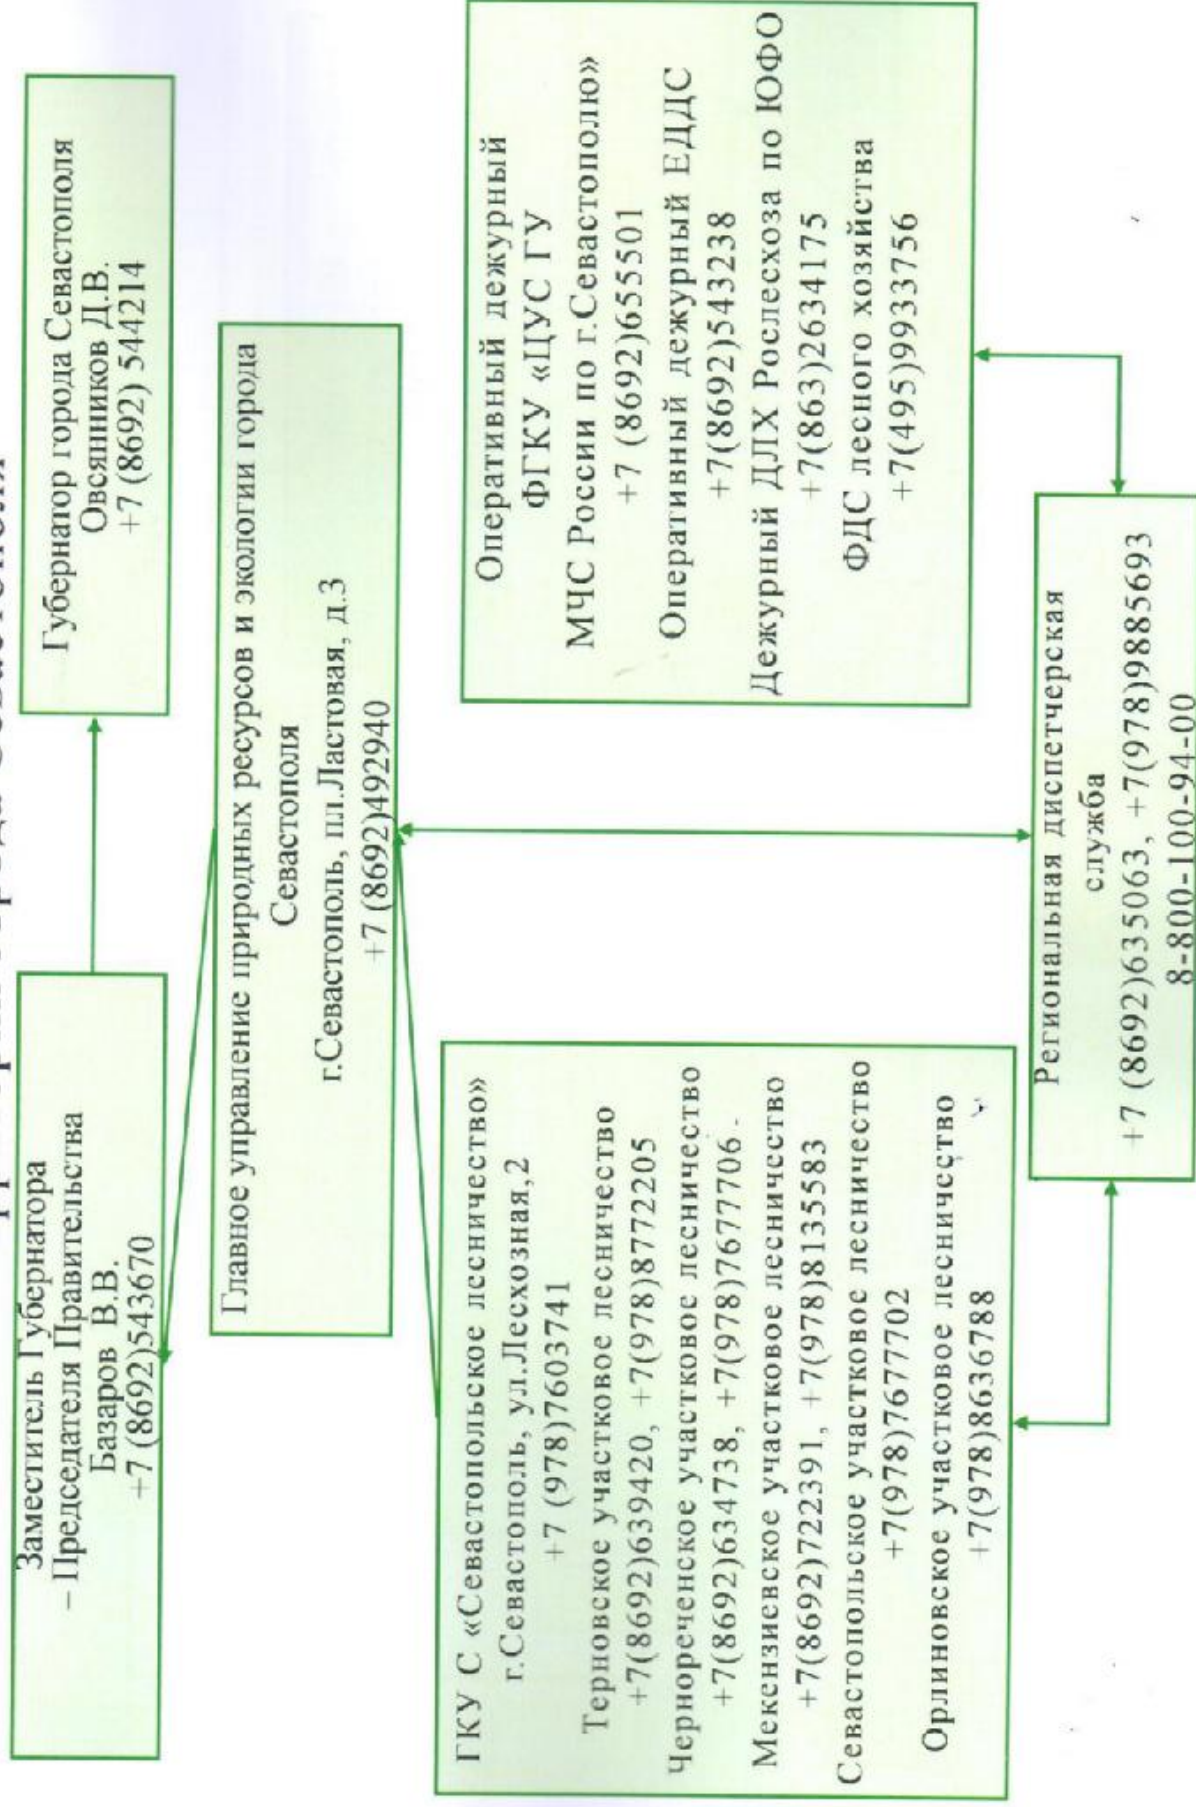 Заместитель Губернатора
– Председателя Правительства
Базаров В.В.
+7 (8692)543670
Губернатор города Севастополя
Овсянников Д.В.
+7 (8692) 544214
Главное управление природных ресурсов и экологии города
Севастополя
г.Севастополь, пл.Ластовая, д.3
+7 (8692)492940
ГКУ С «Севастопольское лесничество»
г.Севастополь, ул.Лесхозная,2
+7 (978)7603741
Терновское участковое лесничество
+7(8692)639420, +7(978)8772205
Чернореченское участковое лесничество
+7(8692)634738, +7(978)7677706
Мекензиевское участковое лесничество
+7(8692)722391, +7(978)8135583
Севастопольское участковое лесничество
+7(978)7677702
Орлиновское участковое лесничество
+7(978)8636788
Оперативный дежурный
ФГКУ «ЦУС ГУ
МЧС России по г.Севастополю»
+7 (8692)655501
Оперативный дежурный ЕДДС
+7(8692)543238
Дежурный ДЛХ Рослесхоза по ЮФО
+7(863)2634175
ФДС лесного хозяйства
+7(495)9933756
Региональная диспетчерская
служба
+7 (8692)635063, +7(978)9885693
8-800-100-94-00